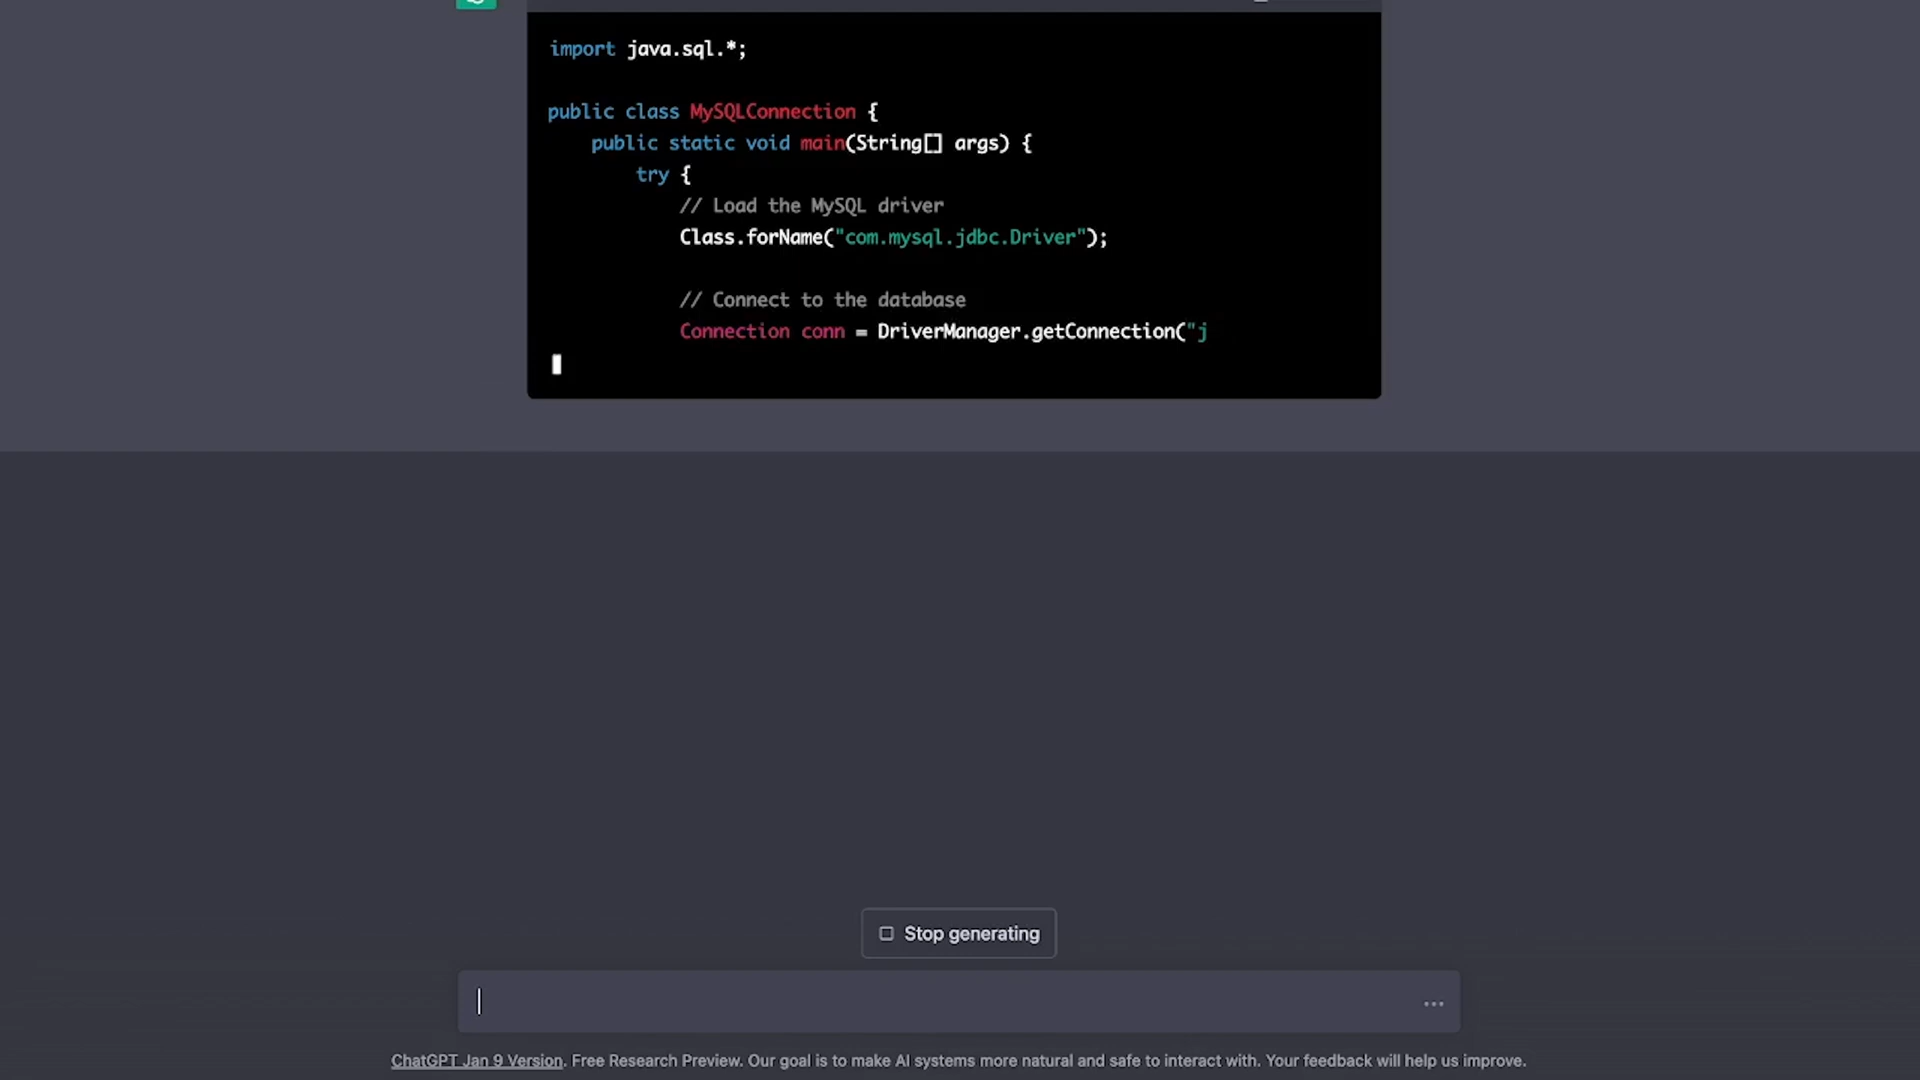 import java.sql.*;
public class MySQLConnection {
public static void main(String[] args) {
try {
// Load the MySQL driver
Class.forName("com.mysql.jdbc.Driver");
// Connect to the database
Connection conn = DriverManager.getConnection("j
Stop generating
ChatGPT Jan 9 Version. Free Research Preview. Our goal is to make AI systems more natural and safe to interact with. Your feedback will help us improve.